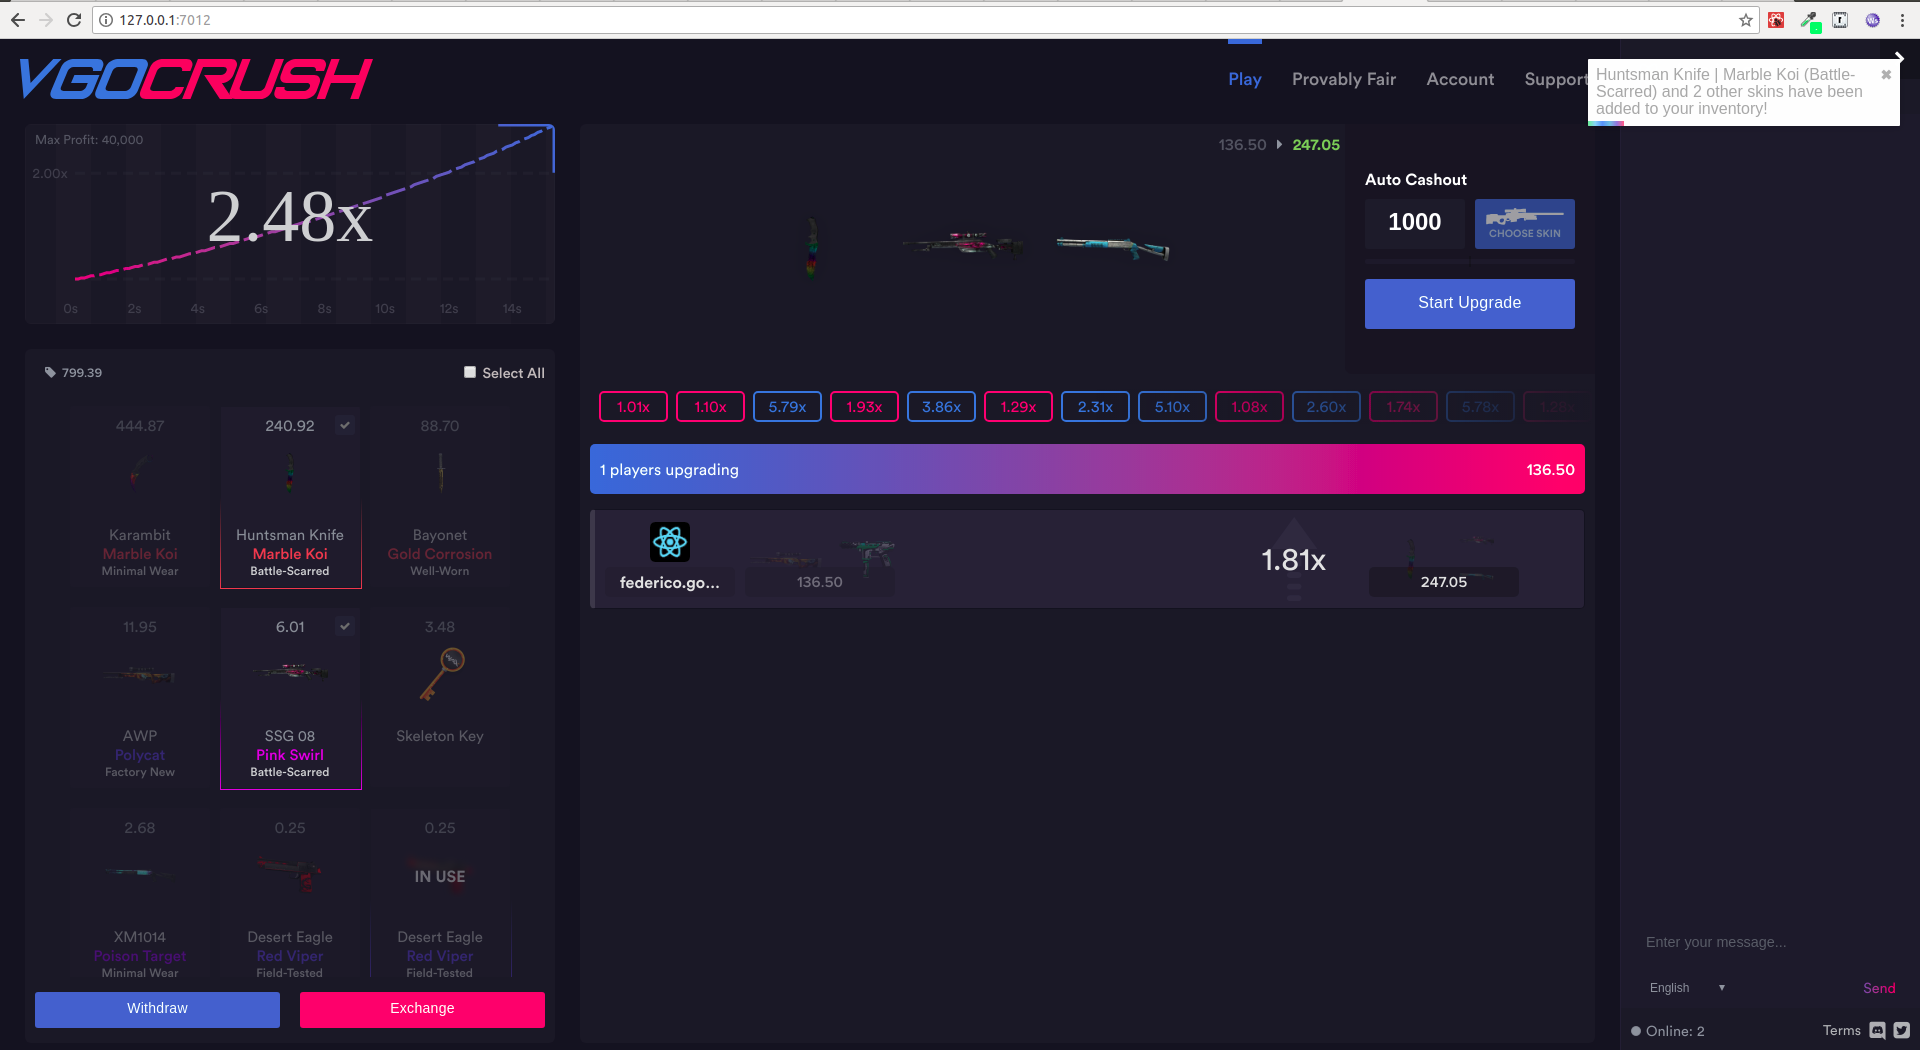 127.0.0.1:7012
VGOCRUSH
Play
Provably Fair
Account
Support
Huntsman Knife | Marble Koi (Battle-
Scarred) and 2 other skins have been
added to your inventory!
Max Profit: 40,000
2.00x
2.48x
0s 2s 4s 6s 8s 10s 12s 14s
136.50 247.05
Auto Cashout
1000
CHOOSE SKIN
Start Upgrade
799.39
Select All
444.87
Karambit
Marble Koi
Minimal Wear
240.92
Huntsman Knife
Marble Koi
Battle-Scarred
88.70
Bayonet
Gold Corrosion
Well-Worn
11.95
AWP
Polycat
Factory New
6.01
SSG 08
Pink Swirl
Battle-Scarred
3.48
Skeleton Key
2.68
XM1014
Poison Target
Minimal Wear
0.25
Desert Eagle
Red Viper
Field-Tested
0.25
IN USE
Desert Eagle
Red Viper
Field-Tested
Withdraw
Exchange
1.01x 1.10x 5.79x 1.93x 3.86x 1.29x 2.31x 5.10x 1.08x 2.60x 1.74x 5.78x 1.28x
1 players upgrading
136.50
federico.go...
136.50
1.81x
247.05
Enter your message...
English
Send
Online: 2
Terms